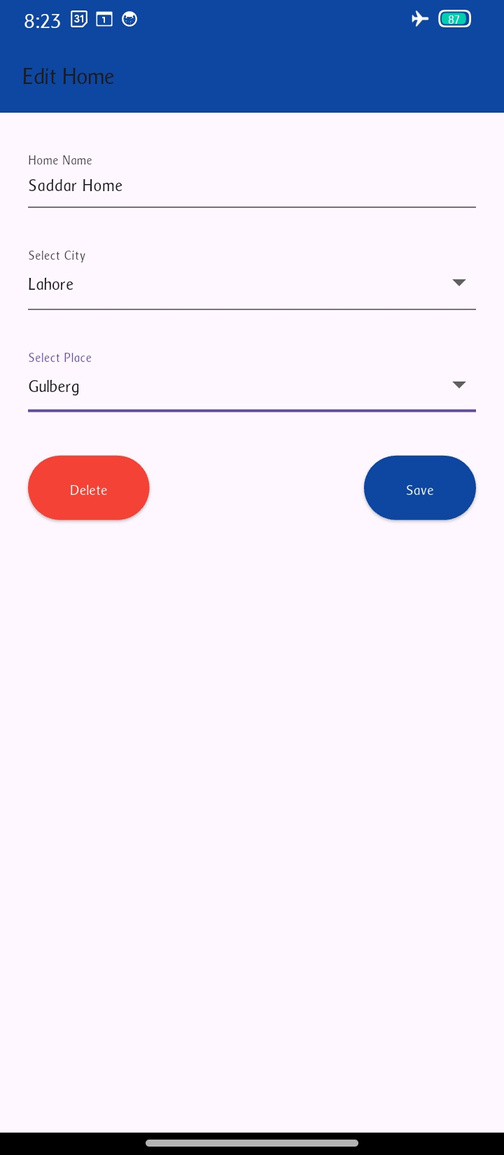 8:23 31 1 87
Edit Home
Home Name
Saddar Home
Select City
Lahore
Select Place
Gulberg
Delete Save